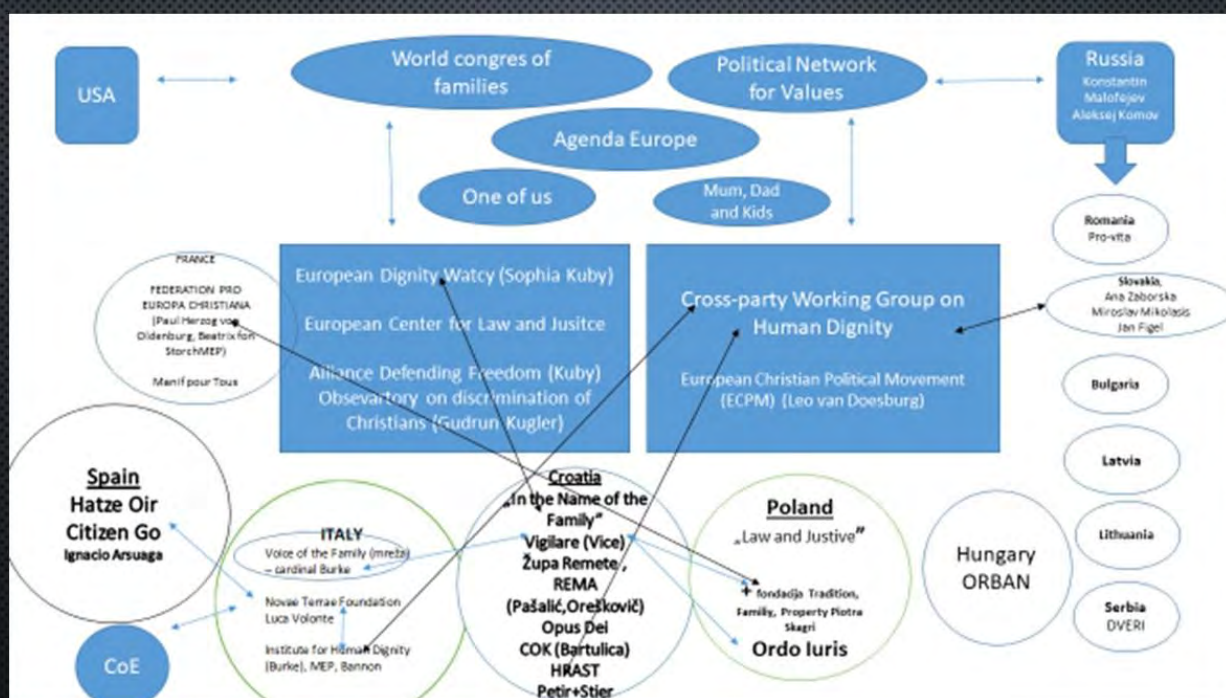 USA
World congres of
families
Political Network
for Values
Russia
Konstantin
Malofejev
Aleksej Komov
Agenda Europe
One of us
Mum, Dad
and Kids
Romania
Pro-vita
FRANCE
FEDERATION PRO
EUROPA CHRISTIANA
(Paul Herzog von
Oldenburg, Beatrix fon
StorchMEP)
Manif pour Tous
European Dignity Watcy (Sophia Kuby)
European Center for Law and Jusitce
Alliance Defending Freedom (Kuby)
Obsevartory on discrimination of
Christians (Gudrun Kugler)
Cross-party Working Group on
Human Dignity
European Christian Political Movement
(ECPM) (Leo van Doesburg)
Slovakia,
Ana Zaborska
Miroslav Mikolasis
Jan Figel
Bulgaria
Latvia
Lithuania
Serbia
DVERI
Spain
Hatze Oir
Citizen Go
Ignacio Arsuaga
CoE
ITALY
Voice of the Family (mreža)
– cardinal Burke
Novae Terrae Foundation
Luca Volonte
Institute for Human Dignity
(Burke), MEP, Bannon
Croatia
„In the Name of the
Family"
Vigilare (Vice)
Župa Remete ,
REMA
(Pašalić,Oreškovič)
Opus Dei
COK (Bartulica)
HRAST
Petir+Stier
Poland
„Law and Justive”
+ fondacija Tradition,
Familiy, Property Piotra
Skagri
Ordo Iuris
Hungary
ORBAN